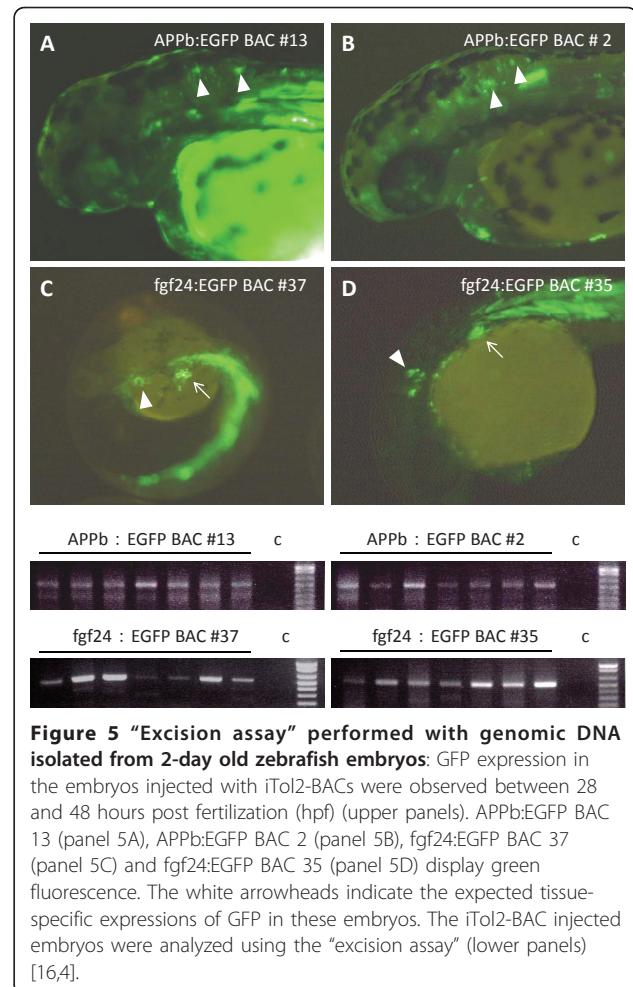 A APPb:EGFP BAC #13
B APPb:EGFP BAC # 2
C fgf24:EGFP BAC #37
D fgf24:EGFP BAC #35
APPb : EGFP BAC #13 c
APPb : EGFP BAC #2 c
fgf24 : EGFP BAC #37 c
fgf24 : EGFP BAC #35 c
Figure 5 “Excision assay” performed with genomic DNA
isolated from 2-day old zebrafish embryos: GFP expression in
the embryos injected with iTol2-BACs were observed between 28
and 48 hours post fertilization (hpf) (upper panels). APPb:EGFP BAC
13 (panel 5A), APPb:EGFP BAC 2 (panel 5B), fgf24:EGFP BAC 37
(panel 5C) and fgf24:EGFP BAC 35 (panel 5D) display green
fluorescence. The white arrowheads indicate the expected tissue-
specific expressions of GFP in these embryos. The iTol2-BAC injected
embryos were analyzed using the “excision assay” (lower panels)
[16,4].